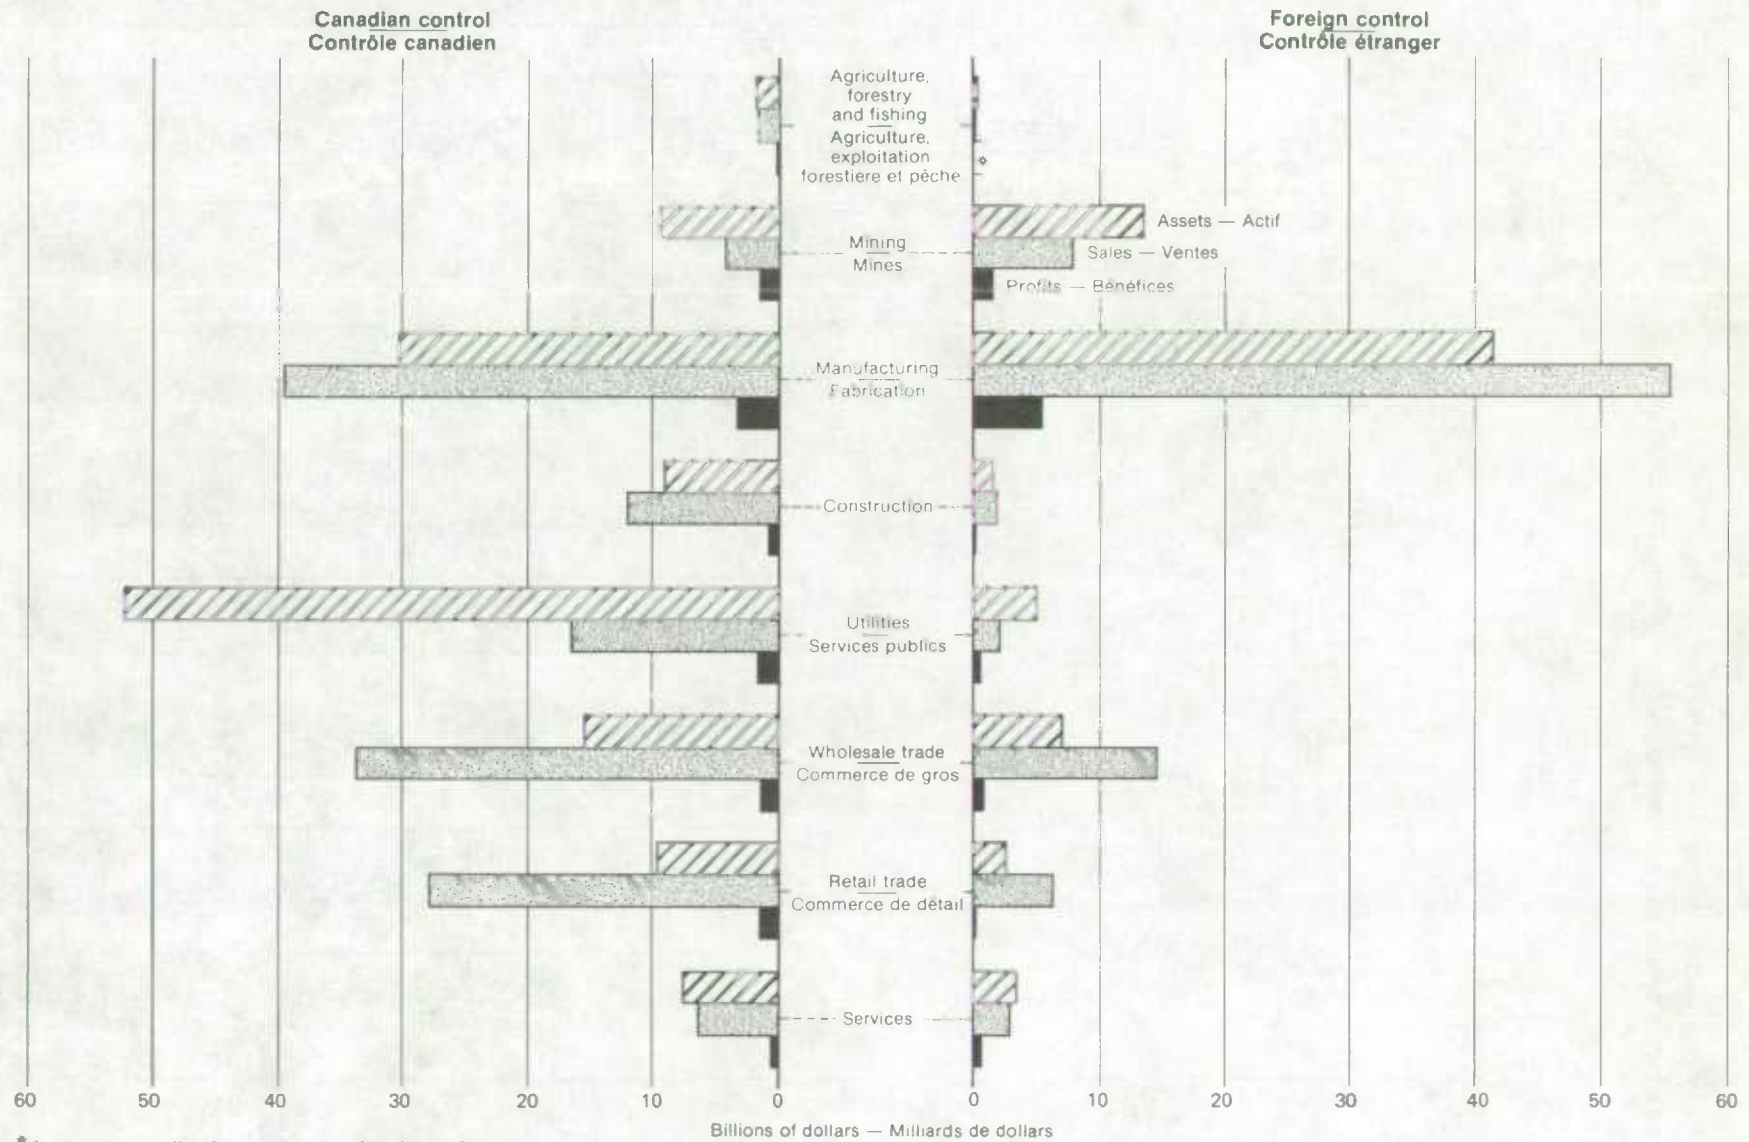 Canadian control
Contrôle canadien
Foreign control
Contrôle étranger
Agriculture,
forestry
and fishing
Agriculture,
exploitation
forestière et pêche
*
Mining
Mines
Assets — Actif
Sales — Ventes
Profits — Bénéfices
Manufacturing
Fabrication
Construction
Utilities
Services publics
Wholesale trade
Commerce de gros
Retail trade
Commerce de détail
Services
60 50 40 30 20 10 0 0 10 20 30 40 50 60
Billions of dollars — Milliards de dollars
*